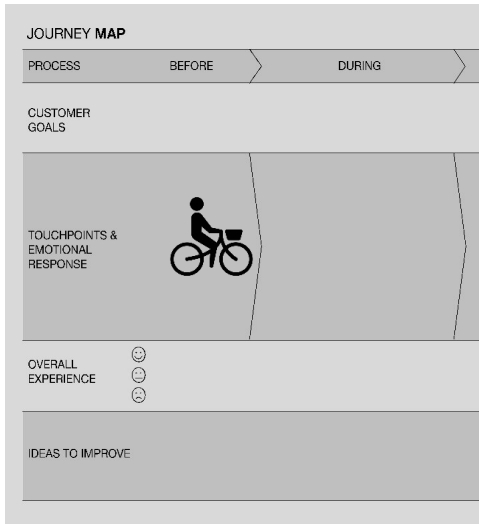 JOURNEY MAP
PROCESS BEFORE DURING
CUSTOMER
GOALS
TOUCHPOINTS &
EMOTIONAL
RESPONSE
OVERALL
EXPERIENCE
IDEAS TO IMPROVE